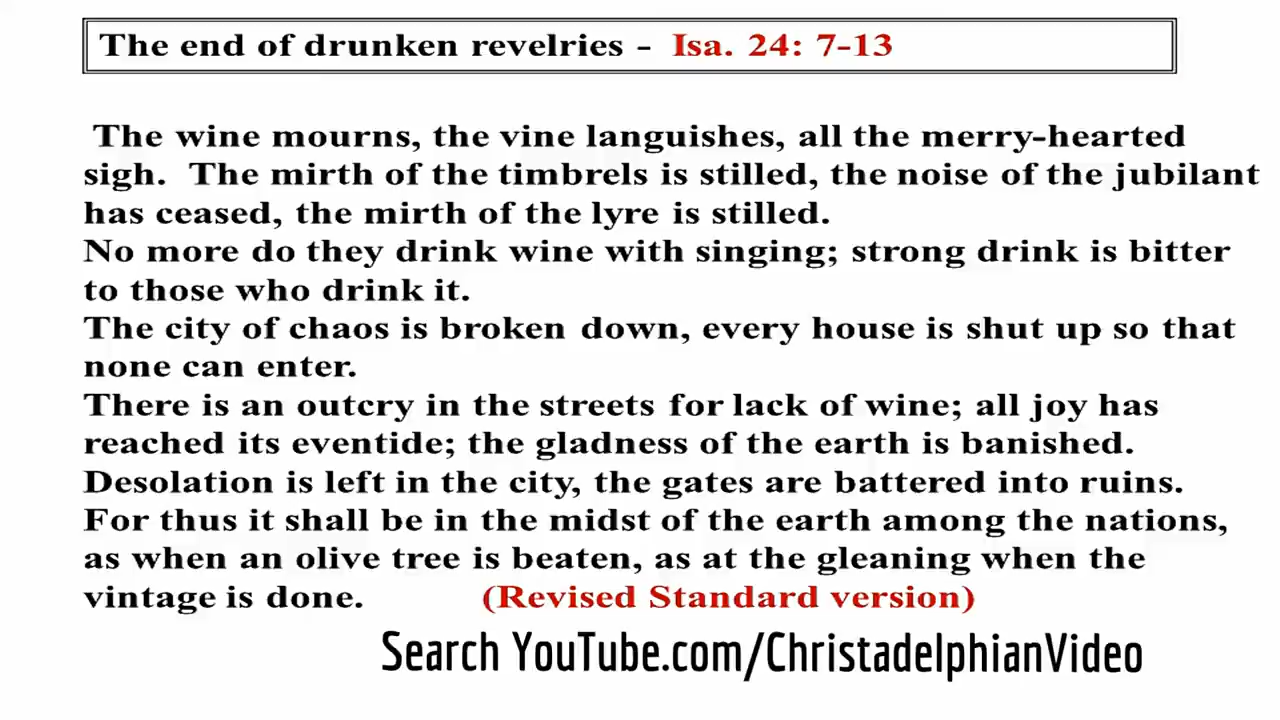 The end of drunken revelries - Isa. 24: 7-13
The wine mourns, the vine languishes, all the merry-hearted
sigh. The mirth of the timbrels is stilled, the noise of the jubilant
has ceased, the mirth of the lyre is stilled.
No more do they drink wine with singing; strong drink is bitter
to those who drink it.
The city of chaos is broken down, every house is shut up so that
none can enter.
There is an outcry in the streets for lack of wine; all joy has
reached its eventide; the gladness of the earth is banished.
Desolation is left in the city, the gates are battered into ruins.
For thus it shall be in the midst of the earth among the nations,
as when an olive tree is beaten, as at the gleaning when the
vintage is done. (Revised Standard version)
Search YouTube.com/ChristadelphianVideo